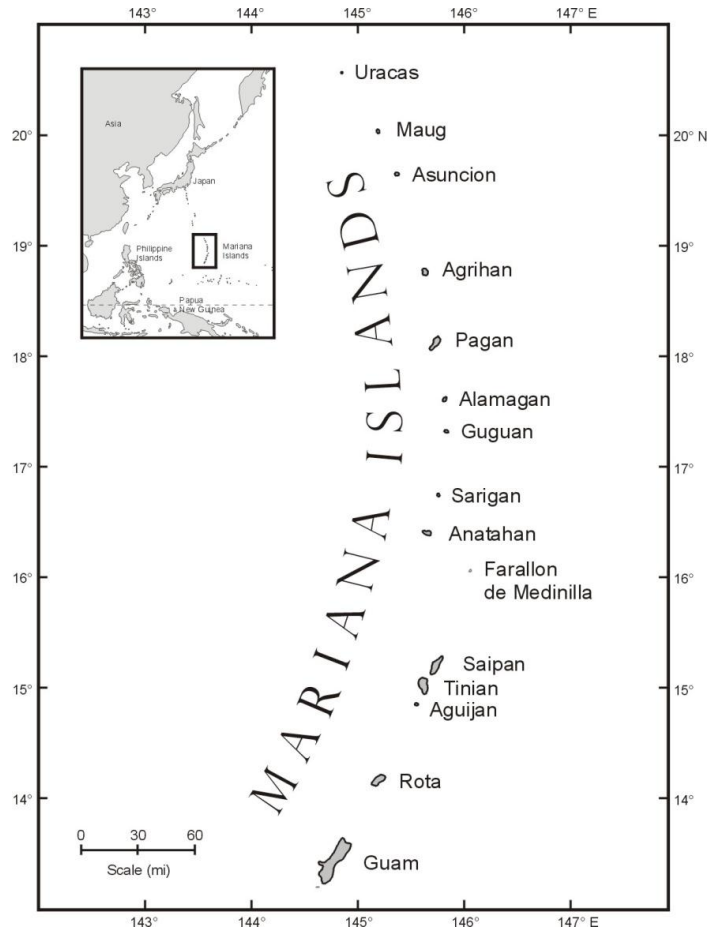 143° 144° 145° 146° 147° E
Uracas
Maug
20° 20° N
Asuncion
Asia
Japan
19° 19°
Philippine
Islands
Mariana
Islands
Agrihan
Papua
New Guinea
Pagan
18° 18°
Alamagan
Guguan
17° 17°
Sarigan
Anatahan
16° 16°
Farallon
de Medinilla
MARIANA ISLANDS
Saipan
Tinian
15° 15°
Aguijan
Rota
14° 14°
0 30 60
Scale (mi)
Guam
143° 144° 145° 146° 147° E